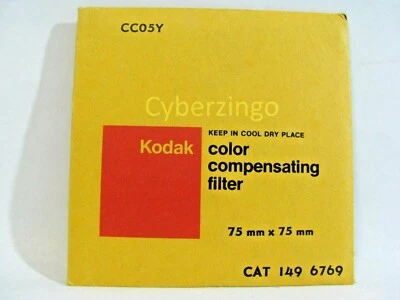 CC05Y
Cyberzingo
KEEP IN COOL DRY PLACE
Kodak
color
compensating
filter
75 mm x 75 mm
CAT 149 6769